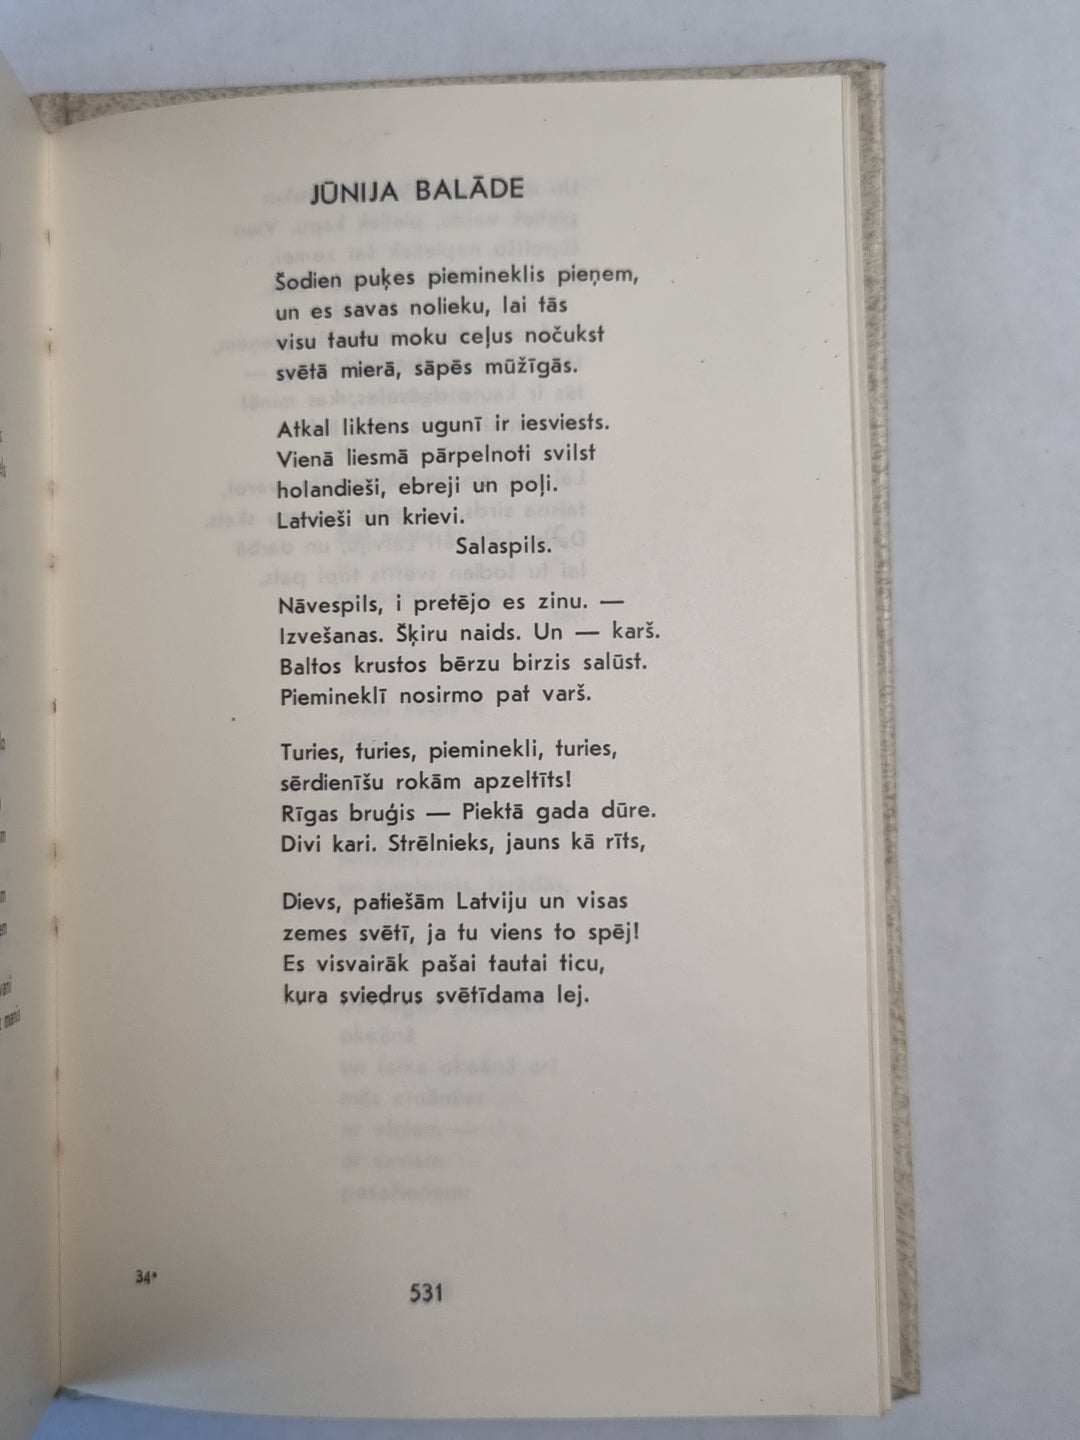 JŪNIJA BALĀDE
Šodien puķes piemineklis pieņem,
un es savas nolieku, lai tās
visu tautu moku ceļus nočukst
svētā mierā, sāpēs mūžīgās.
Atkal liktens ugunī ir iesviests.
Vienā liesmā pārpelnoti svilst
holandieši, ebreji un poļi.
Latvieši un krievi.
Salaspils.
Nāvespils, i pretējo es zinu. —
Izvešanas. Šķiru naids. Un — karš.
Baltos krustos bērzu birzis salūst.
Piemineklī nosirmo pat varš.
Turies, turies, pieminekli, turies,
sērdienīšu rokām apzeltīts!
Rīgas bruģis — Piektā gada dūre.
Divi kari. Strēlnieks, jauns kā rīts,
Dievs, patiešām Latviju un visas
zemes svētī, ja tu viens to spēj!
Es visvairāk pašai tautai ticu,
kura sviedrus svētīdama lej.
34*
531